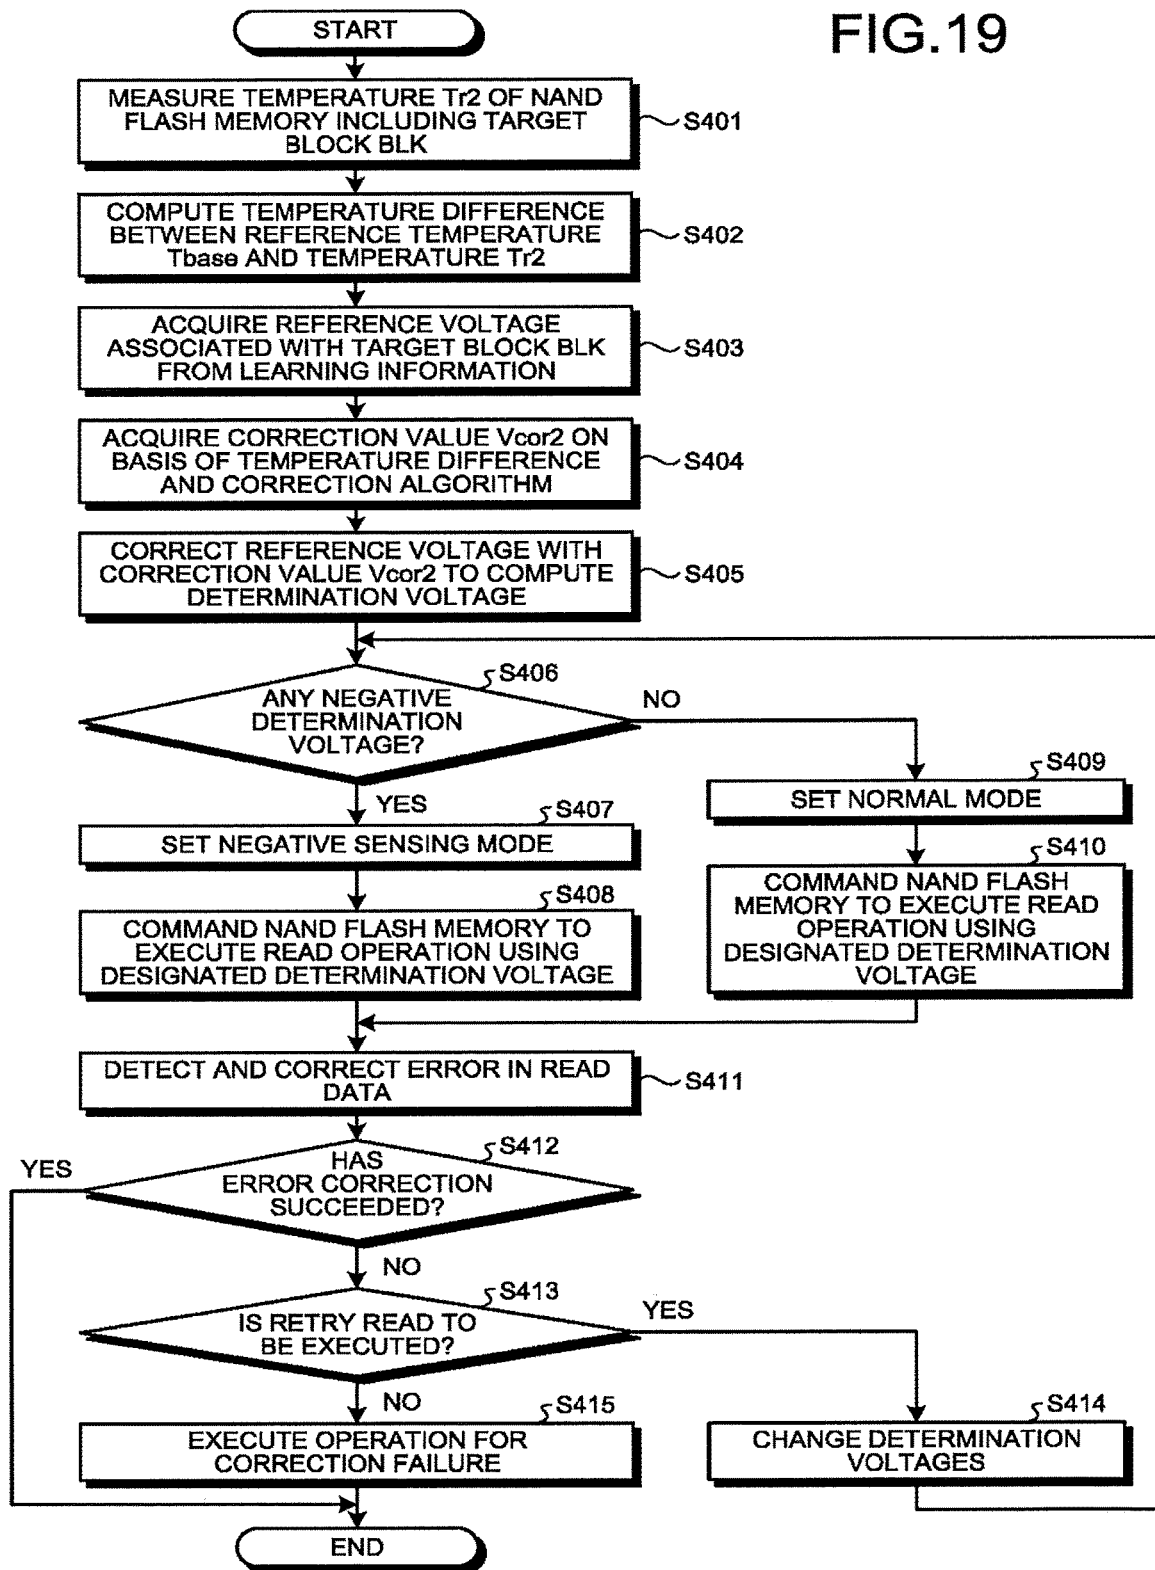 FIG.19
START
MEASURE TEMPERATURE Tr2 OF NAND
FLASH MEMORY INCLUDING TARGET
BLOCK BLK
S401
COMPUTE TEMPERATURE DIFFERENCE
BETWEEN REFERENCE TEMPERATURE
Tbase AND TEMPERATURE Tr2
S402
ACQUIRE REFERENCE VOLTAGE
ASSOCIATED WITH TARGET BLOCK BLK
FROM LEARNING INFORMATION
S403
ACQUIRE CORRECTION VALUE Vcor2 ON
BASIS OF TEMPERATURE DIFFERENCE
AND CORRECTION ALGORITHM
S404
CORRECT REFERENCE VOLTAGE WITH
CORRECTION VALUE Vcor2 TO COMPUTE
DETERMINATION VOLTAGE
S405
S406
ANY NEGATIVE
DETERMINATION
VOLTAGE?
NO
YES
S407
SET NEGATIVE SENSING MODE
S408
COMMAND NAND FLASH MEMORY TO
EXECUTE READ OPERATION USING
DESIGNATED DETERMINATION VOLTAGE
S409
SET NORMAL MODE
S410
COMMAND NAND FLASH
MEMORY TO EXECUTE READ
OPERATION USING
DESIGNATED DETERMINATION
VOLTAGE
DETECT AND CORRECT ERROR IN READ
DATA
S411
S412
HAS
ERROR CORRECTION
SUCCEEDED?
YES
NO
S413
IS RETRY READ TO
BE EXECUTED?
YES
NO
S415
EXECUTE OPERATION FOR
CORRECTION FAILURE
S414
CHANGE DETERMINATION
VOLTAGES
END